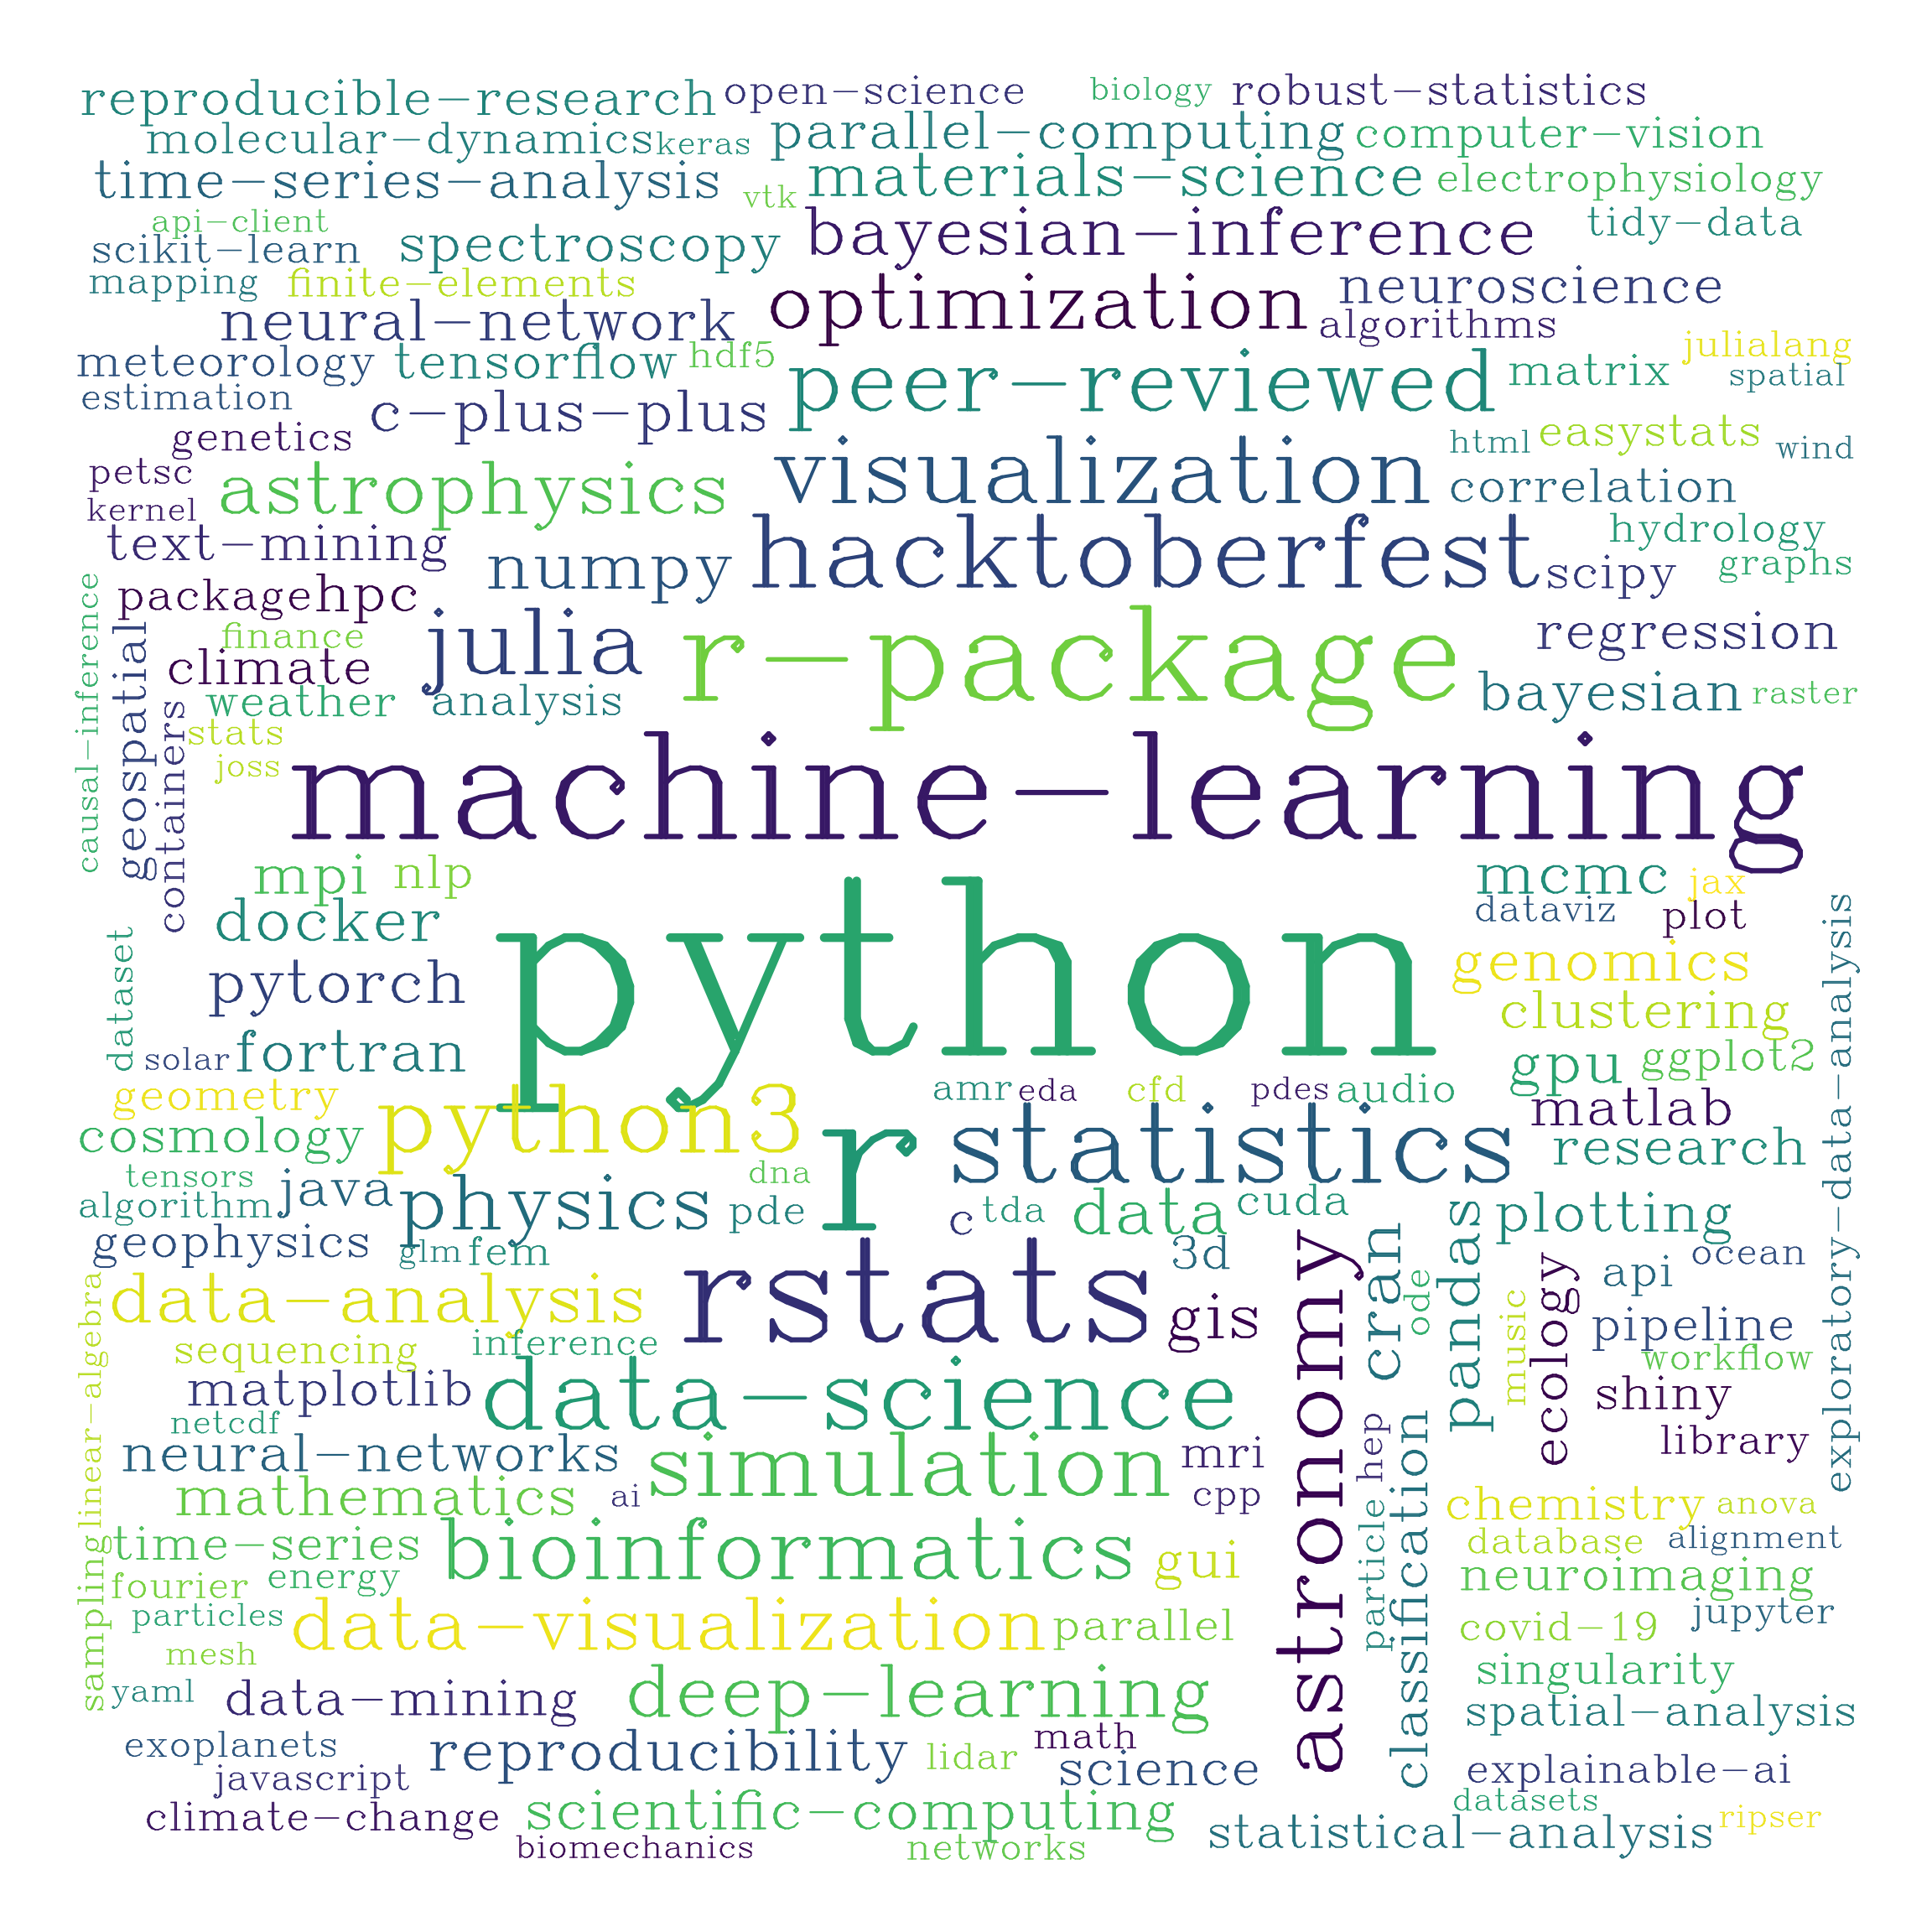 reproducible-research open-science biology robust-statistics
molecular-dynamics keras parallel-computing computer-vision
time-series-analysis vtk materials-science electrophysiology
api-client bayesian-inference tidy-data
scikit-learn spectroscopy
mapping finite-elements optimization neuroscience
neural-network algorithms
meteorology tensorflow hdf5 peer-reviewed matrix julialang
estimation c-plus-plus spatial
genetics visualization html easystats wind
petsc astrophysics correlation
kernel hacktoberfest hydrology
text-mining numpy scipy graphs
causal-inference package hpc
geospatial finance julia r-package regression
climate
weather analysis bayesian raster
containers stats
joss machine-learning
mpi nlp mcmc jax
docker python dataviz plot
exploratory-data-analysis
dataset pytorch genomics
clustering
solar fortran gpu ggplot2
geometry python3 amr eda cfd pdes audio matlab
cosmology r statistics research
tensors dna
algorithm java physics pde c tda data cuda plotting
geophysics glm fem 3d astronomy cran pandas ocean
linear-algebra data-analysis rstats gis ode music ecology api
pipeline
sequencing inference workflow
matplotlib data-science shiny
netcdf library
neural-networks simulation mri hep classification
mathematics ai cpp particle chemistry anova
sampling time-series bioinformatics gui database alignment
fourier energy neuroimaging
particles data-visualization parallel covid-19 jupyter
mesh singularity
yaml data-mining deep-learning spatial-analysis
exoplanets reproducibility lidar math
javascript science explainable-ai
climate-change scientific-computing datasets
biomechanics networks statistical-analysis ripser